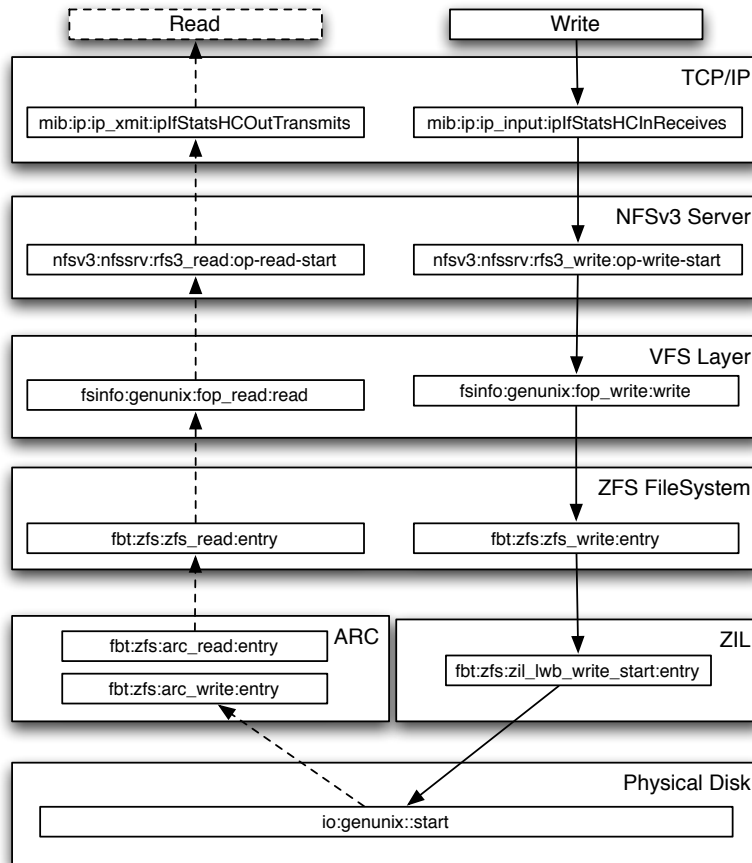 Read
Write
TCP/IP
mib:ip:ip_xmit:ipIfStatsHCOutTransmits
mib:ip:ip_input:ipIfStatsHCInReceives
NFSv3 Server
nfsv3:nfssrv:rfs3_read:op-read-start
nfsv3:nfssrv:rfs3_write:op-write-start
VFS Layer
fsinfo:genunix:fop_read:read
fsinfo:genunix:fop_write:write
ZFS FileSystem
fbt:zfs:zfs_read:entry
fbt:zfs:zfs_write:entry
ARC
fbt:zfs:arc_read:entry
fbt:zfs:arc_write:entry
ZIL
fbt:zfs:zil_lwb_write_start:entry
Physical Disk
io:genunix::start